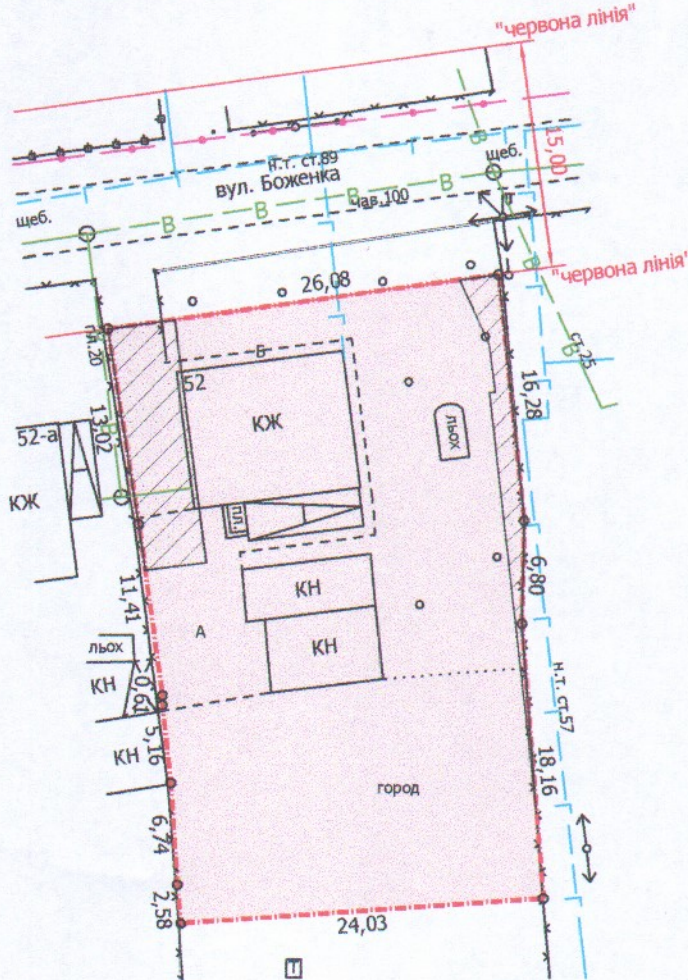 "червона лінія"
15,00
н.т. ст.89
щеб.
вул. Боженка
В
В
В
В
чав.100
щеб.
В
"червона лінія"
26,08
В
пл.20
ст.25
Б
В
52
16,28
13,02
52-а
КЖ
льох
В
КЖ
пл.
6,80
КН
11,41
А
КН
льох
КН
0,61
н.т. ст.57
5,16
КН
18,16
город
6,74
2,58
24,03
Т